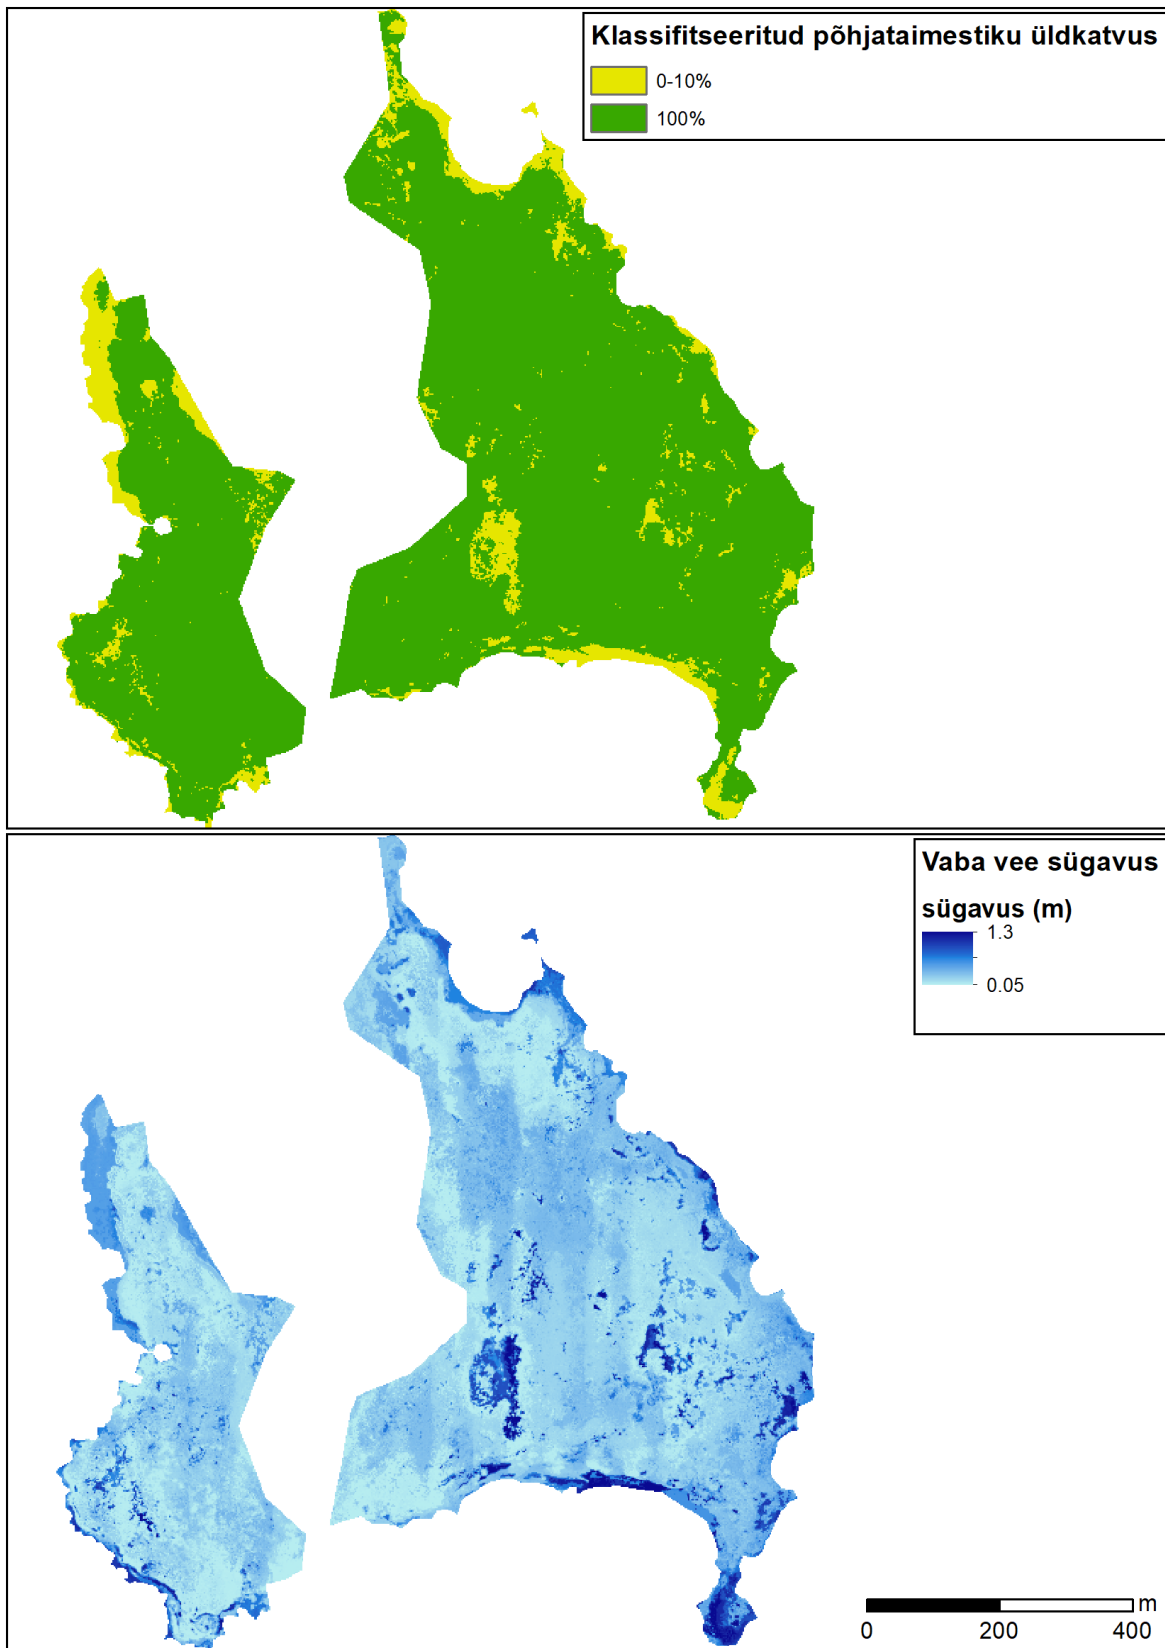 Klassifitseeritud põhjataimestiku üldkatvus
0-10%
100%
Vaba vee sügavus
sügavus (m)
1.3
0.05
m
0 200 400